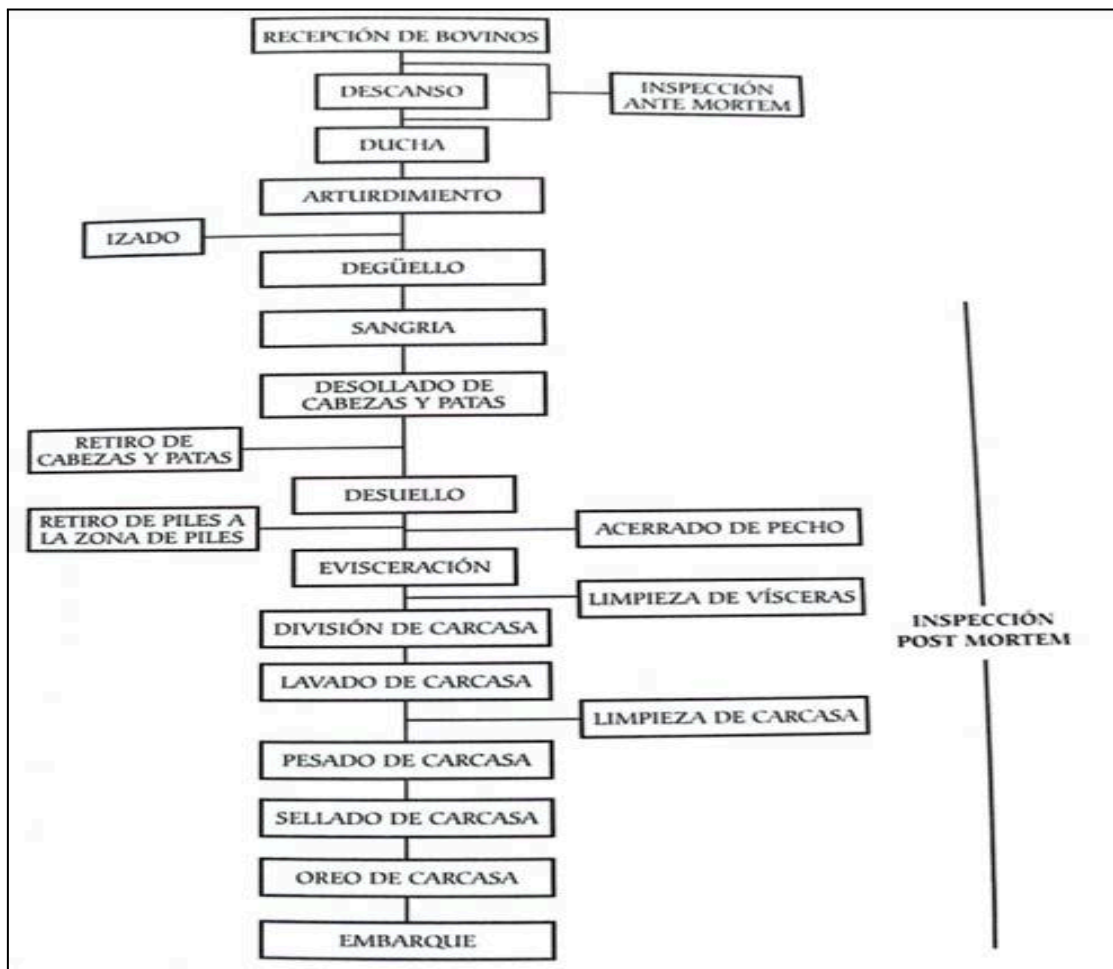 RECEPCIÓN DE BOVINOS
DESCANSO
INSPECCIÓN
ANTE MORTEM
DUCHA
ARTURDIMIENTO
IZADO
DEGÜELLO
SANGRIA
DESOLLADO DE
CABEZAS Y PATAS
RETIRO DE
CABEZAS Y PATAS
DESUELLO
RETIRO DE PILES A
LA ZONA DE PILES
ACERRADO DE PECHO
EVISCERACIÓN
LIMPIEZA DE VÍSCERAS
DIVISIÓN DE CARCASA
INSPECCIÓN
POST MORTEM
LAVADO DE CARCASA
LIMPIEZA DE CARCASA
PESADO DE CARCASA
SELLADO DE CARCASA
OREO DE CARCASA
EMBARQUE